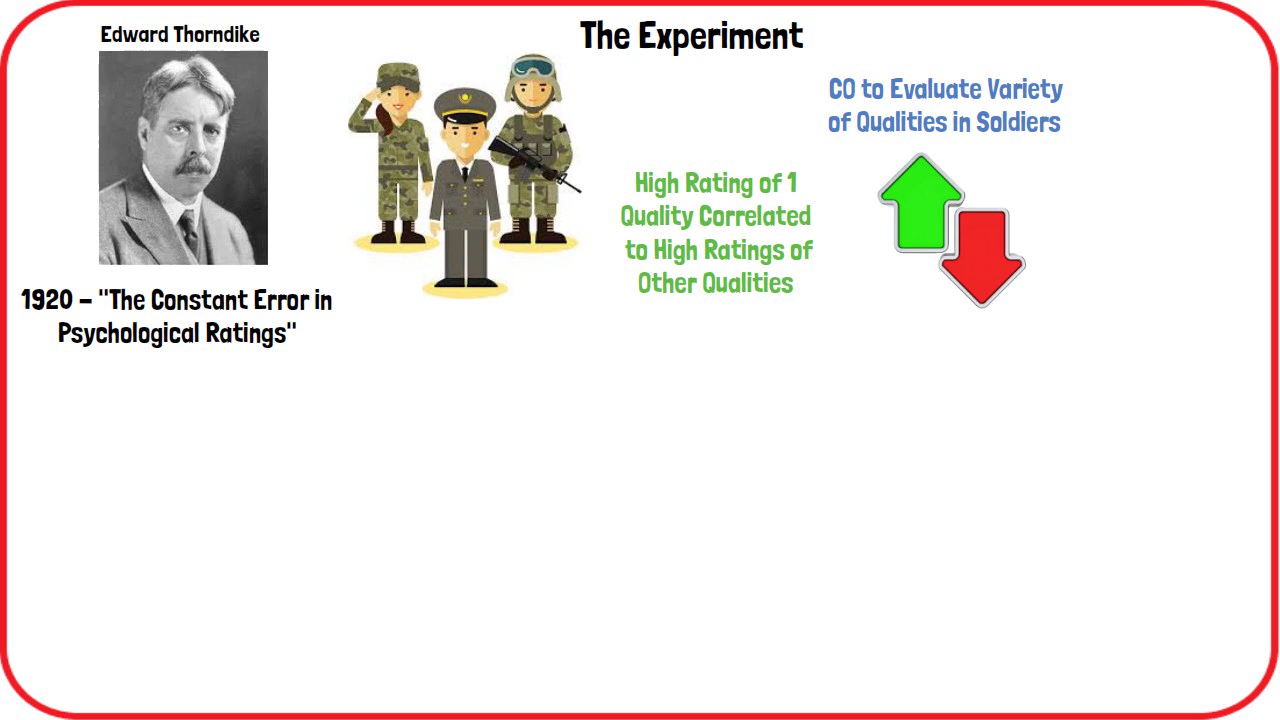 Edward Thorndike
The Experiment
CO to Evaluate Variety
of Qualities in Soldiers
High Rating of 1
Quality Correlated
to High Ratings of
Other Qualities
1920 – "The Constant Error in
Psychological Ratings"